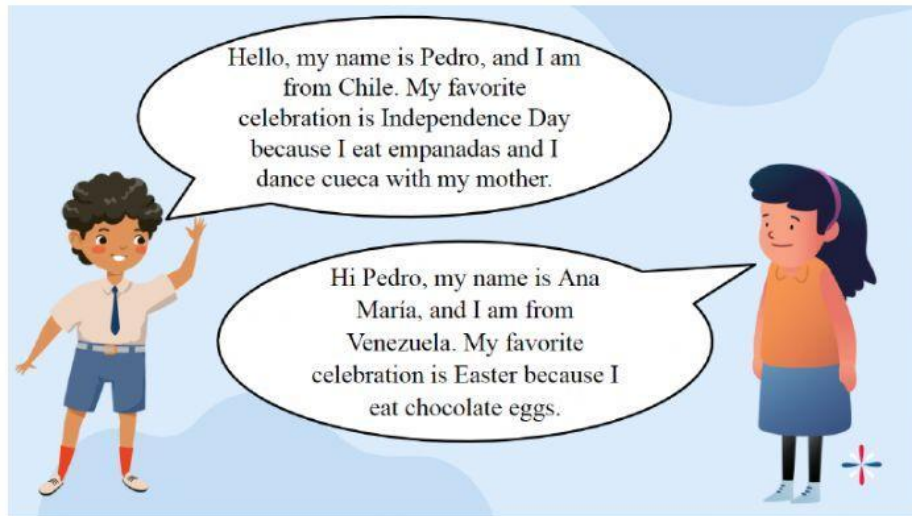 Hello, my name is Pedro, and I am
from Chile. My favorite
celebration is Independence Day
because I eat empanadas and I
dance cueca with my mother.
Hi Pedro, my name is Ana
María, and I am from
Venezuela. My favorite
celebration is Easter because I
eat chocolate eggs.